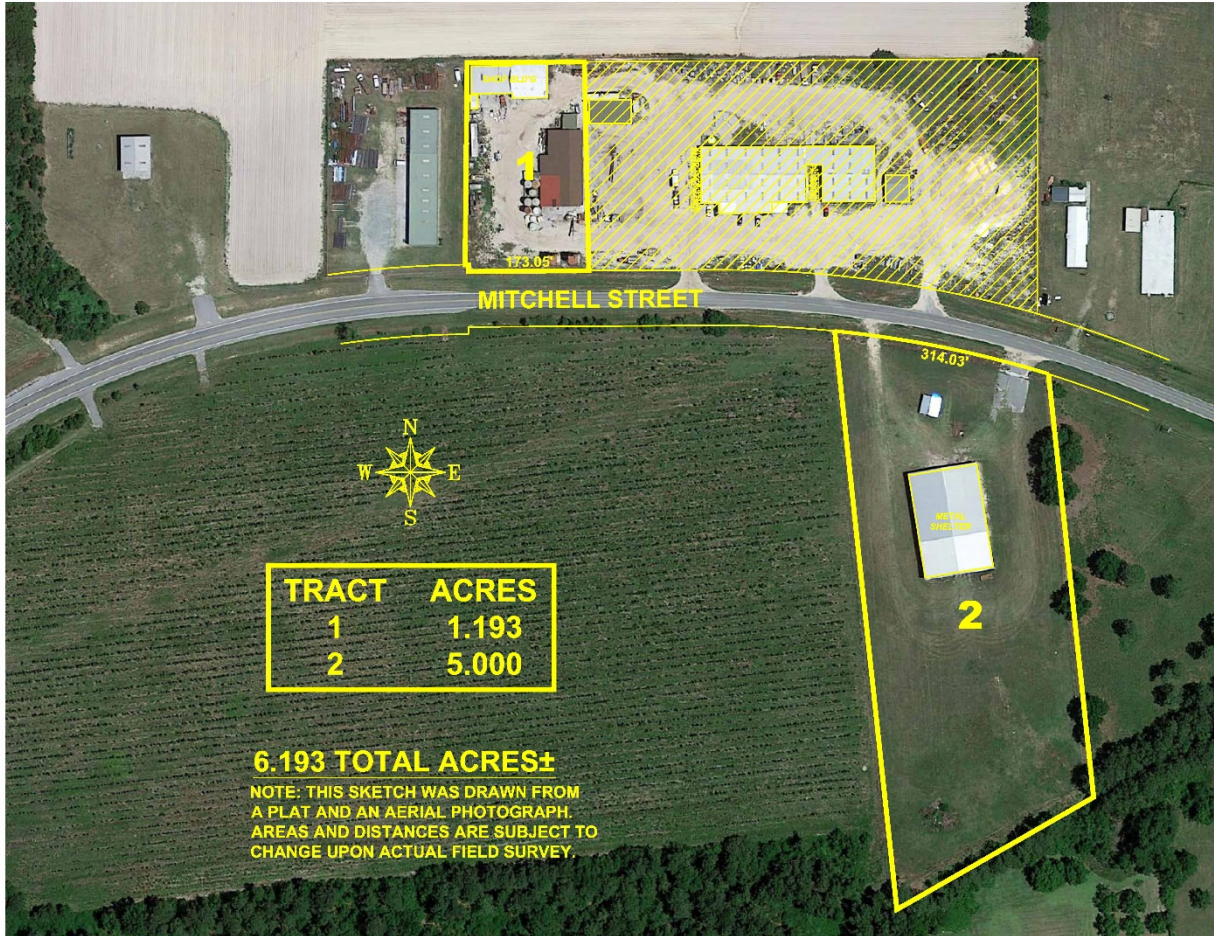 1
173.05'
MITCHELL STREET
314.03'
N
W E
S
METAL
SHELTER
2
TRACT ACRES
1 1.193
2 5.000
6.193 TOTAL ACRES±
NOTE: THIS SKETCH WAS DRAWN FROM
A PLAT AND AN AERIAL PHOTOGRAPH.
AREAS AND DISTANCES ARE SUBJECT TO
CHANGE UPON ACTUAL FIELD SURVEY.